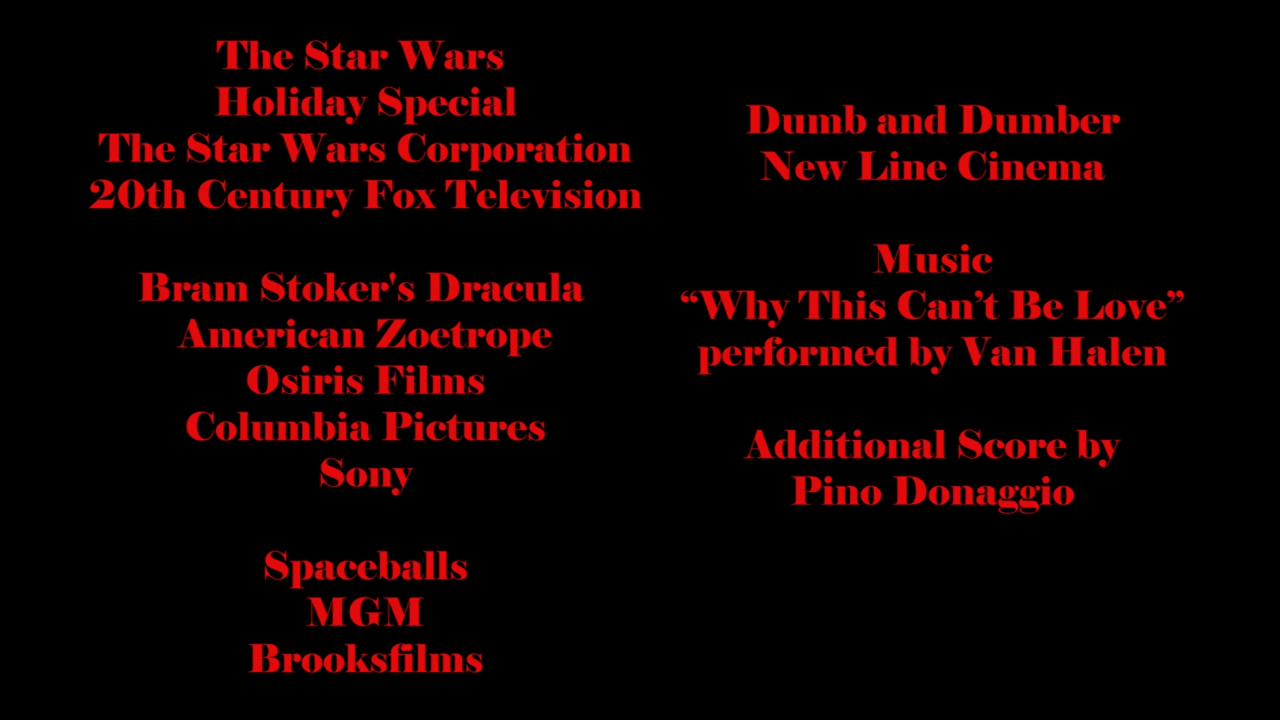 The Star Wars
Holiday Special
The Star Wars Corporation
20th Century Fox Television
Bram Stoker's Dracula
American Zoetrope
Osiris Films
Columbia Pictures
Sony
Spaceballs
MGM
Brooksfilms
Dumb and Dumber
New Line Cinema
Music
“Why This Can’t Be Love”
performed by Van Halen
Additional Score by
Pino Donaggio